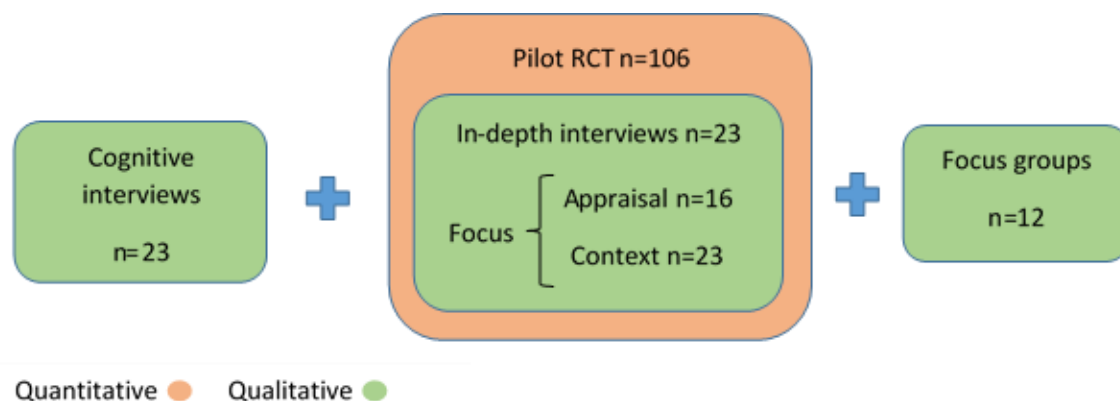 Cognitive
interviews
n=23
Pilot RCT n=106
In-depth interviews n=23
Focus
Appraisal n=16
Context n=23
Focus groups
n=12
Quantitative
Qualitative